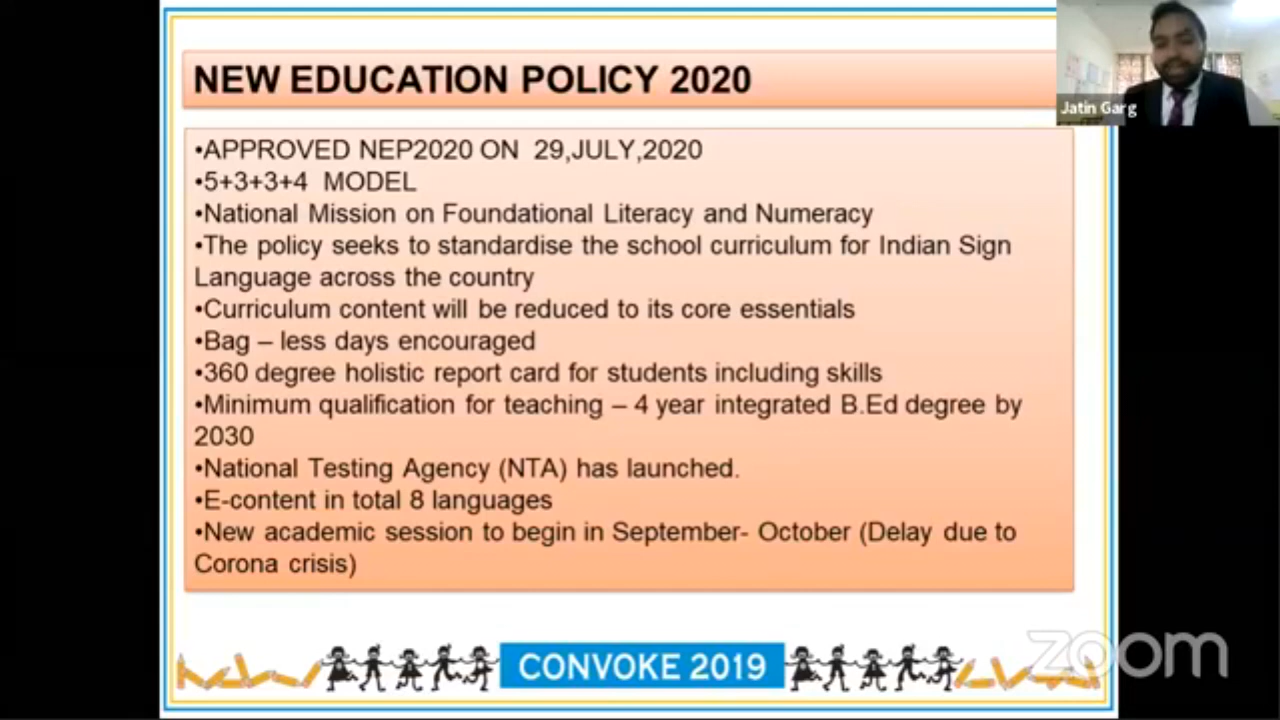 NEW EDUCATION POLICY 2020
Jatin Garg
•APPROVED NEP2020 ON 29,JULY,2020
•5+3+3+4 MODEL
•National Mission on Foundational Literacy and Numeracy
•The policy seeks to standardise the school curriculum for Indian Sign
Language across the country
•Curriculum content will be reduced to its core essentials
•Bag – less days encouraged
•360 degree holistic report card for students including skills
•Minimum qualification for teaching – 4 year integrated B.Ed degree by
2030
•National Testing Agency (NTA) has launched.
•E-content in total 8 languages
•New academic session to begin in September- October (Delay due to
Corona crisis)
CONVOKE 2019
zoom